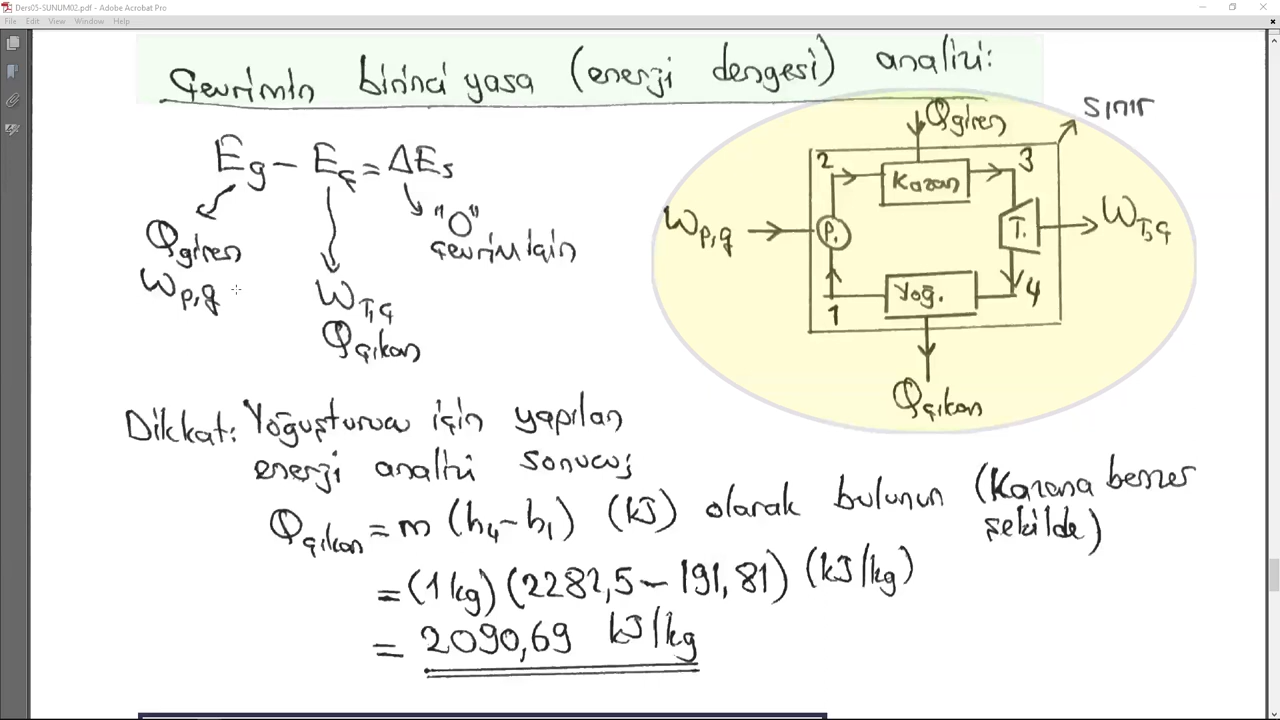 Ders05-SUNUM02.pdf - Adobe Acrobat Pro
File Edit View Window Help
Çevrimin birinci yasa (enerji dengesi) analizi:
Eg - Eç = ΔEs
Qgiren
Wp,g
WT,ç
Qçıkan
"0"
çevrim için
Qgiren
sınır
2
Kazan
3
Wp,g
P.
T.
WT,ç
1
Yoğ.
4
Qçıkan
Dikkat: Yoğuşturucu için yapılan
enerji analizi sonucu;
Qçıkan = m (h4 - h1) (kJ) olarak bulunur (Kazana benzer
şekilde)
= (1 kg) (2282,5 - 191,81) (kJ/kg)
= 2090,69 kJ/kg